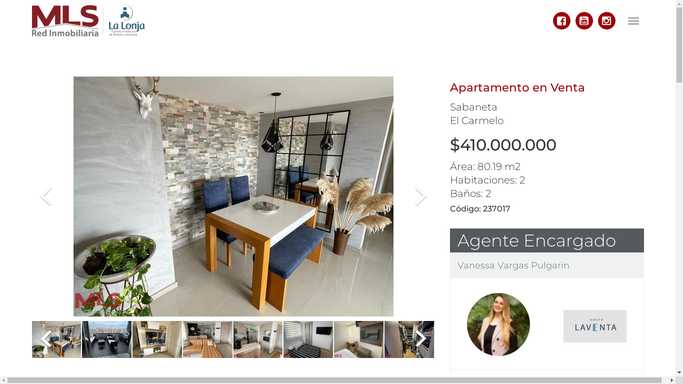 MLS
Red Inmobiliaria
La Lonja
Apartamento en Venta
Sabaneta
El Carmelo
$410.000.000
Área: 80.19 m2
Habitaciones: 2
Baños: 2
Código: 237017
Agente Encargado
Vanessa Vargas Pulgarin
LAVENTA
MLS